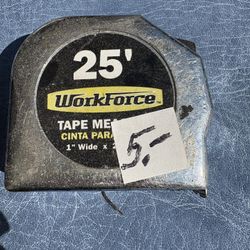 25'
WORKFORCE
TAPE ME
CINTA PARA
1" Wide x 2
5.-